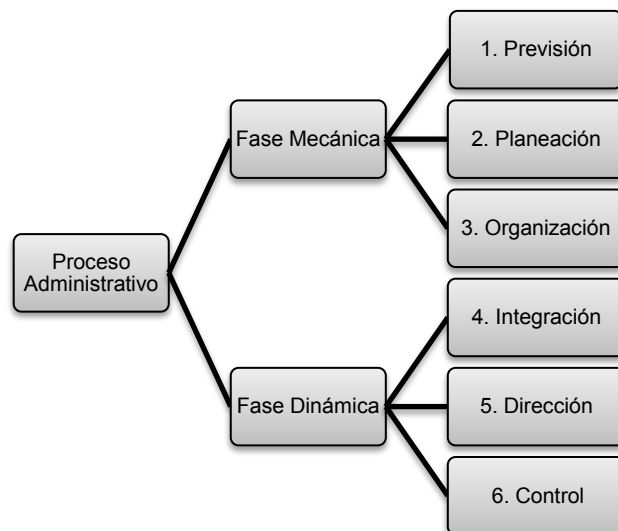 1. Previsión
Fase Mecánica
2. Planeación
3. Organización
Proceso
Administrativo
4. Integración
Fase Dinámica
5. Dirección
6. Control